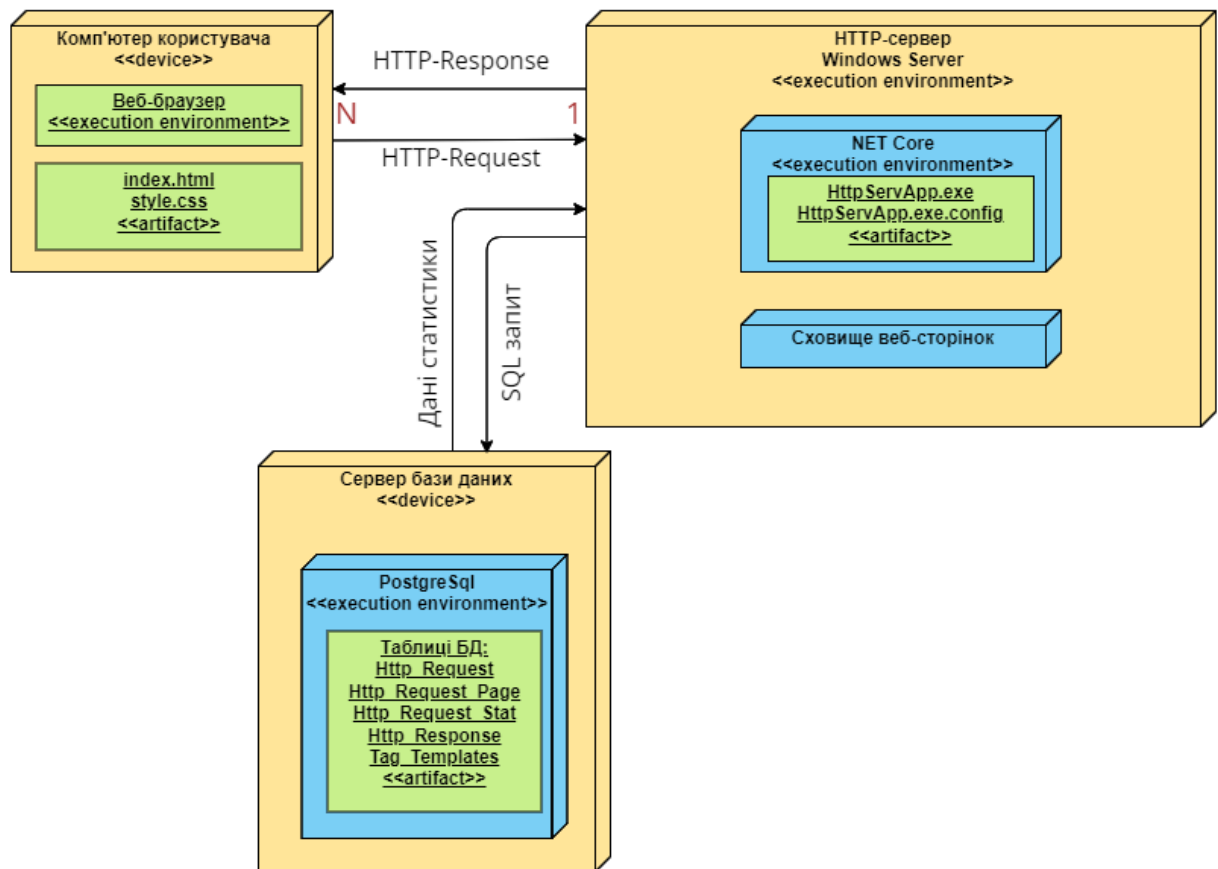 Комп'ютер користувача
<<device>>
Веб-браузер
<<execution environment>>
index.html
style.css
<<artifact>>
HTTP-Response
N
1
HTTP-Request
HTTP-сервер
Windows Server
<<execution environment>>
NET Core
<<execution environment>>
HttpServApp.exe
HttpServApp.exe.config
<<artifact>>
Сховище веб-сторінок
Дані статистики
SQL запит
Сервер бази даних
<<device>>
PostgreSql
<<execution environment>>
Таблиці БД:
Http_Request
Http_Request_Page
Http_Request_Stat
Http_Response
Tag_Templates
<<artifact>>